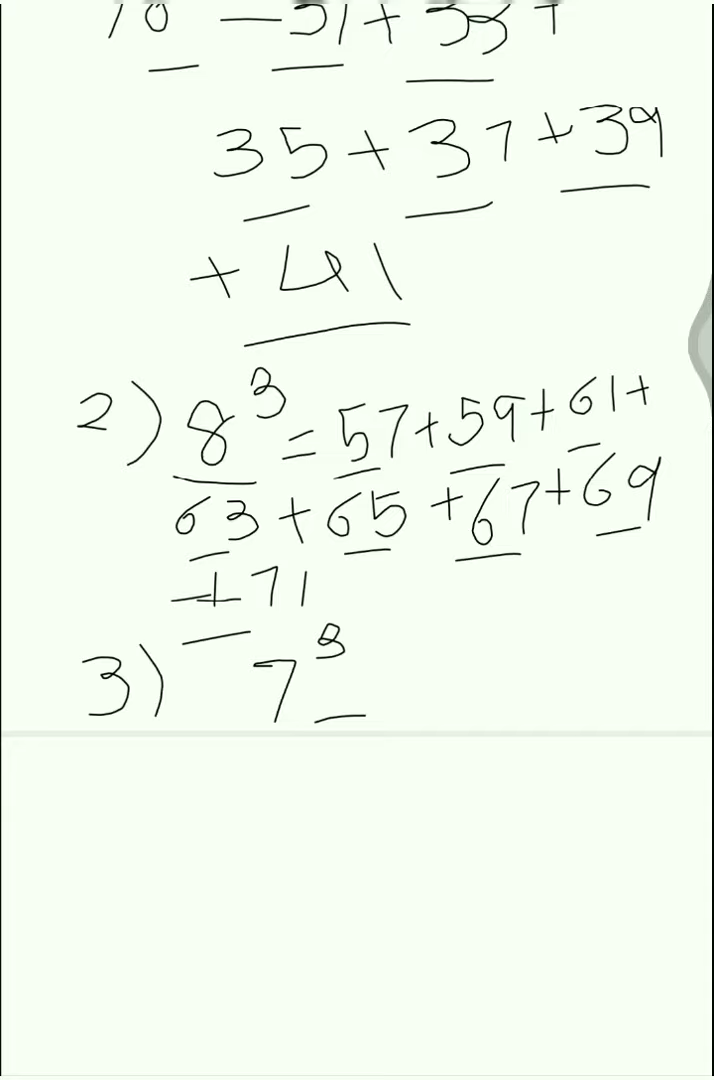 35 + 37 + 39
+ 41
2) 8³ = 57 + 59 + 61 +
63 + 65 + 67 + 69
+ 71
3) 7³